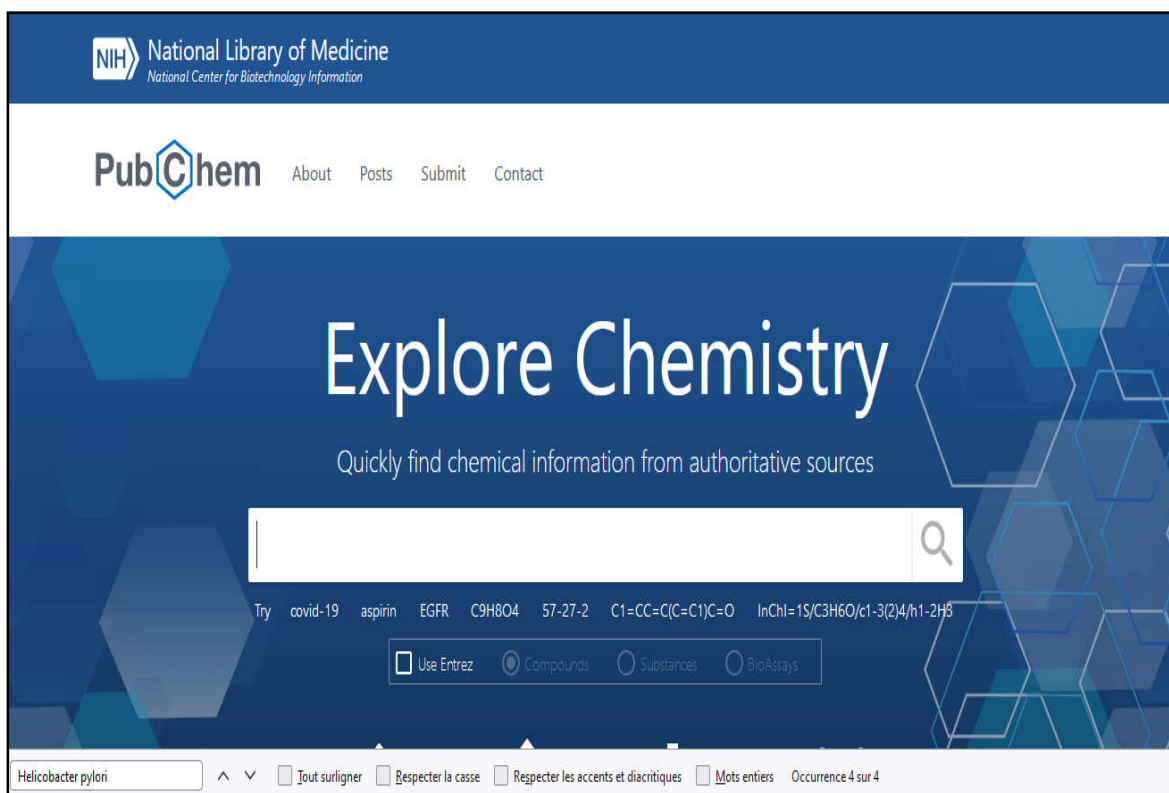 NIH National Library of Medicine
National Center for Biotechnology Information
PubChem About Posts Submit Contact
Explore Chemistry
Quickly find chemical information from authoritative sources
Try covid-19 aspirin EGFR C9H8O4 57-27-2 C1=CC=C(C=C1)C=O InChI=1S/C3H6O/c1-3(2)4/h1-2H3
Use Entrez Compounds Substances BioAssays
Helicobacter pylori Tout surligner Respecter la casse Respecter les accents et diacritiques Mots entiers Occurrence 4 sur 4